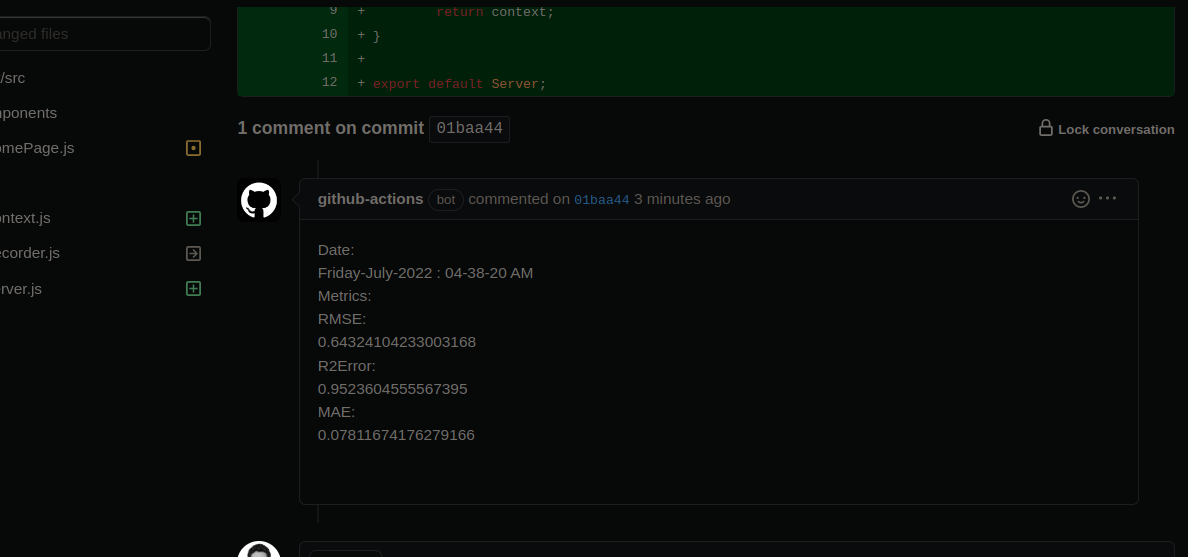 anged files
/src
ponents
omePage.js
ntext.js
ecorder.js
rver.js
9 + return context;
10 + }
11 +
12 + export default Server;
1 comment on commit 01baa44
Lock conversation
github-actions bot commented on 01baa44 3 minutes ago
Date:
Friday-July-2022 : 04-38-20 AM
Metrics:
RMSE:
0.64324104233003168
R2Error:
0.9523604555567395
MAE:
0.07811674176279166